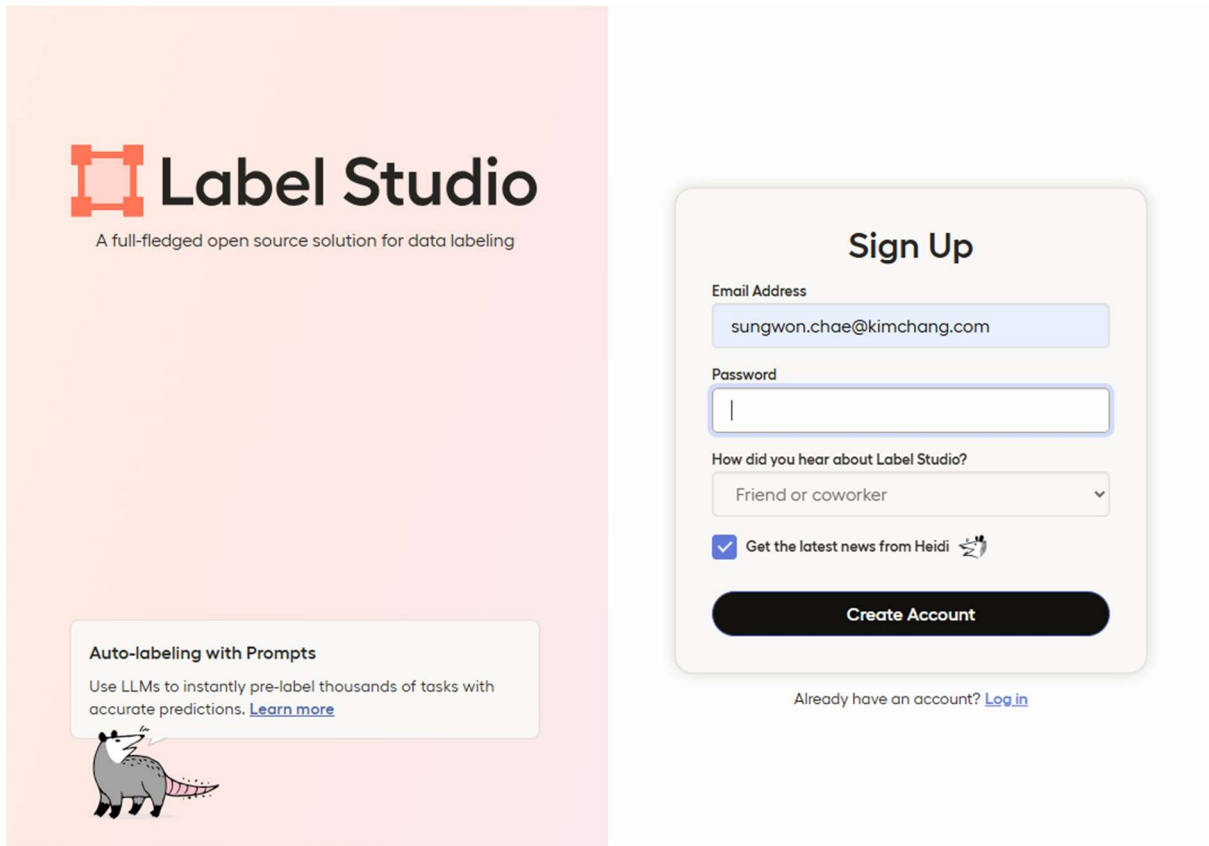 Label Studio
A full-fledged open source solution for data labeling
Auto-labeling with Prompts
Use LLMs to instantly pre-label thousands of tasks with
accurate predictions. Learn more
Sign Up
Email Address
sungwon.chae@kimchang.com
Password
How did you hear about Label Studio?
Friend or coworker
Get the latest news from Heidi
Create Account
Already have an account? Log in